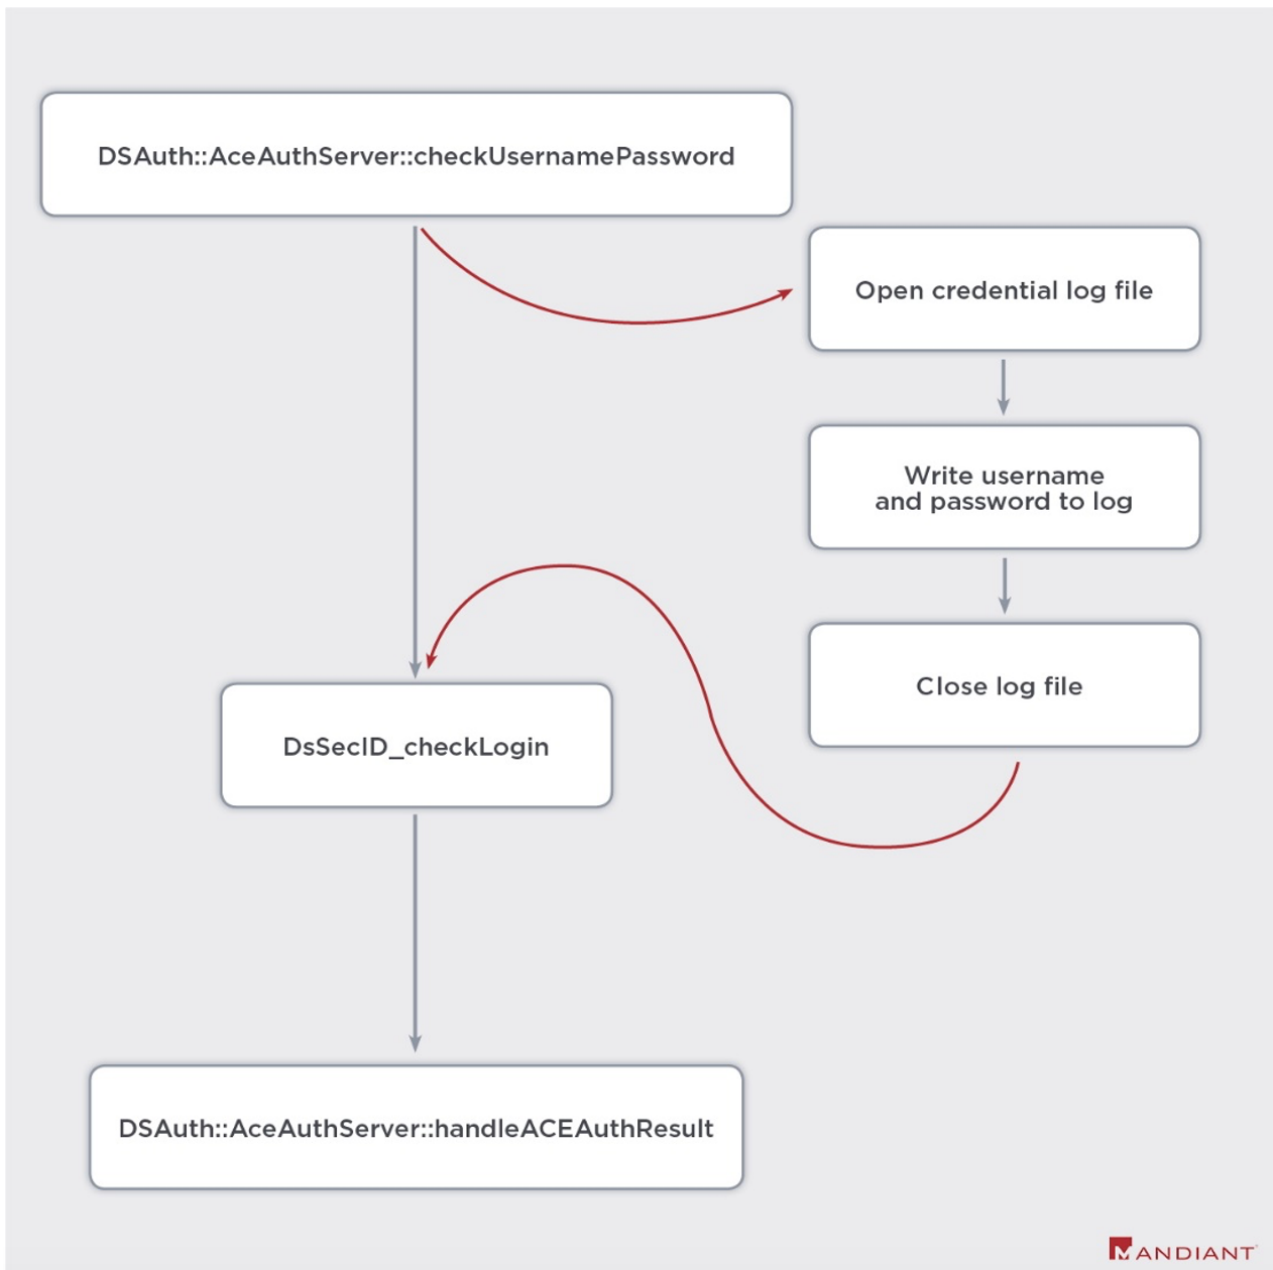 DSAuth::AceAuthServer::checkUsernamePassword
Open credential log file
Write username
and password to log
Close log file
DsSecID_checkLogin
DSAuth::AceAuthServer::handleACEAuthResult
MANDIANT